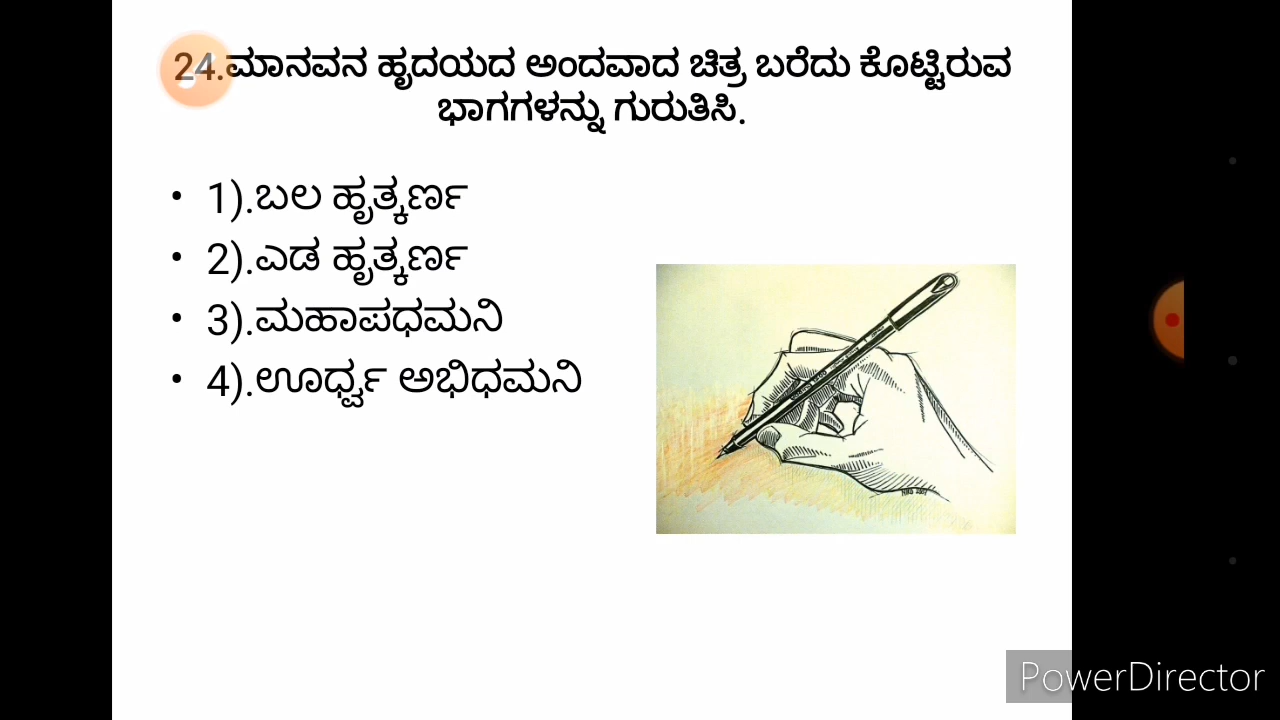 24.ಮಾನವನ ಹೃದಯದ ಅಂದವಾದ ಚಿತ್ರ ಬರೆದು ಕೊಟ್ಟಿರುವ
ಭಾಗಗಳನ್ನು ಗುರುತಿಸಿ.
• 1).ಬಲ ಹೃತ್ಕರ್ಣ
• 2).ಎಡ ಹೃತ್ಕರ್ಣ
• 3).ಮಹಾಪಧಮನಿ
• 4).ಊರ್ಧ್ವ ಅಭಿಧಮನಿ
PowerDirector